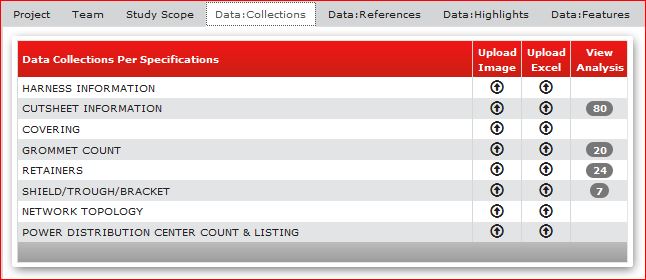 Project Team Study Scope Data:Collections Data:References Data:Highlights Data:Features
Data Collections Per Specifications Upload Image Upload Excel View Analysis
HARNESS INFORMATION
CUTSHEET INFORMATION 80
COVERING
GROMMET COUNT 20
RETAINERS 24
SHIELD/TROUGH/BRACKET 7
NETWORK TOPOLOGY
POWER DISTRIBUTION CENTER COUNT & LISTING